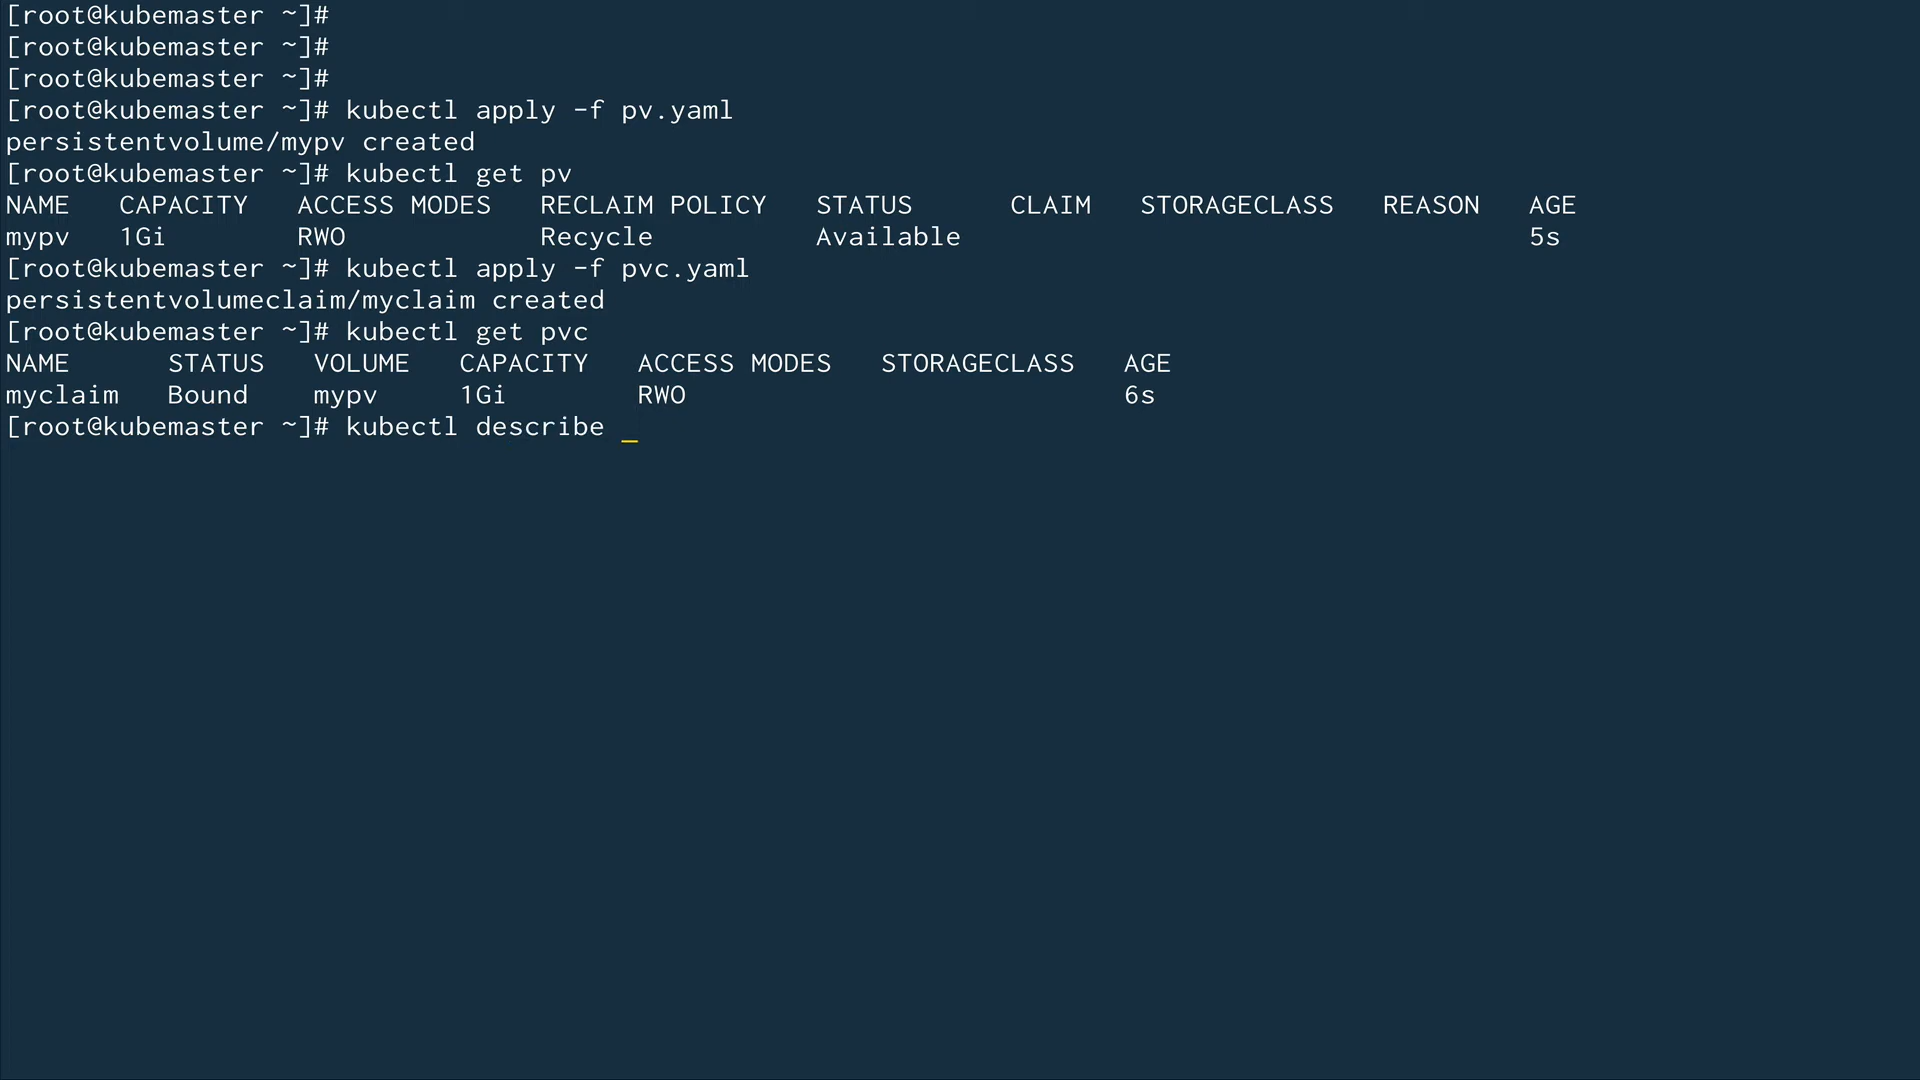 [root@kubemaster ~]#
[root@kubemaster ~]#
[root@kubemaster ~]#
[root@kubemaster ~]# kubectl apply -f pv.yaml
persistentvolume/mypv created
[root@kubemaster ~]# kubectl get pv
NAME   CAPACITY   ACCESS MODES   RECLAIM POLICY   STATUS      CLAIM   STORAGECLASS   REASON   AGE
mypv   1Gi        RWO            Recycle          Available                                   5s
[root@kubemaster ~]# kubectl apply -f pvc.yaml
persistentvolumeclaim/myclaim created
[root@kubemaster ~]# kubectl get pvc
NAME      STATUS   VOLUME   CAPACITY   ACCESS MODES   STORAGECLASS   AGE
myclaim   Bound    mypv     1Gi        RWO                           6s
[root@kubemaster ~]# kubectl describe _